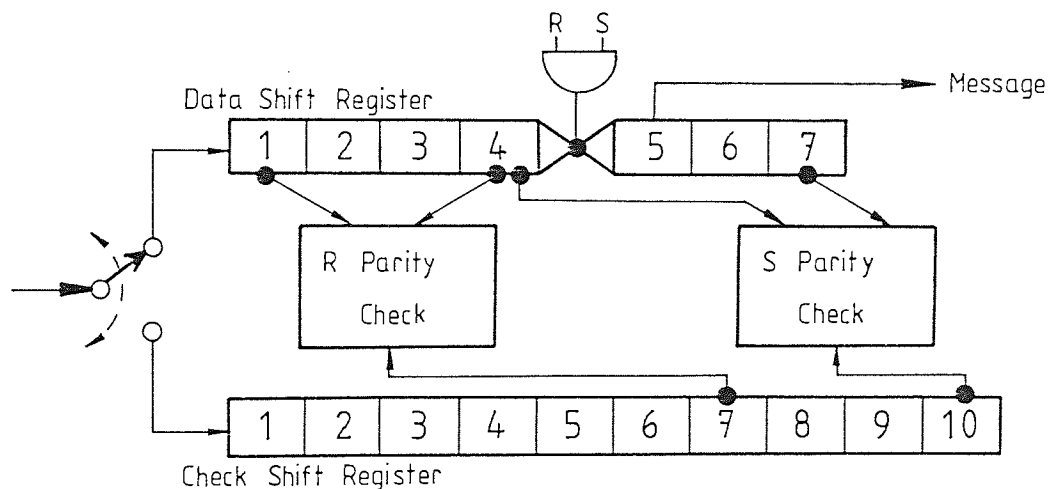 R S
Message
Data Shift Register
1 2 3 4 5 6 7
R Parity
Check
S Parity
Check
1 2 3 4 5 6 7 8 9 10
Check Shift Register